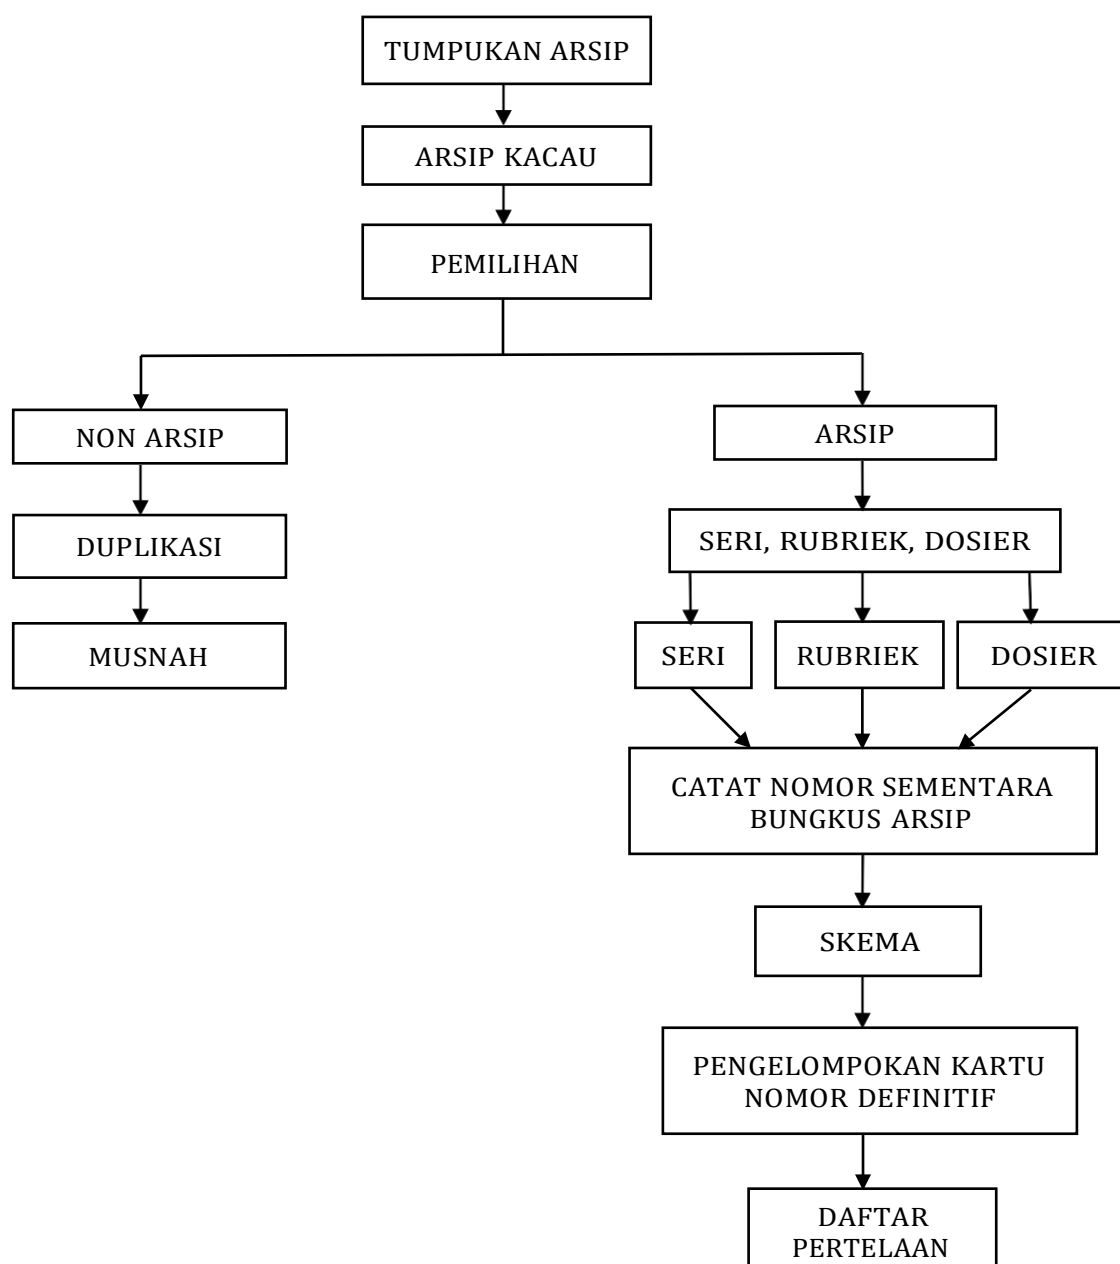 TUMPUKAN ARSIP
ARSIP KACAU
PEMILIHAN
NON ARSIP
DUPLIKASI
MUSNAH
ARSIP
SERI, RUBRIEK, DOSIER
SERI
RUBRIEK
DOSIER
CATAT NOMOR SEMENTARA
BUNGKUS ARSIP
SKEMA
PENGELOMPOKAN KARTU
NOMOR DEFINITIF
DAFTAR
PERTELAAN